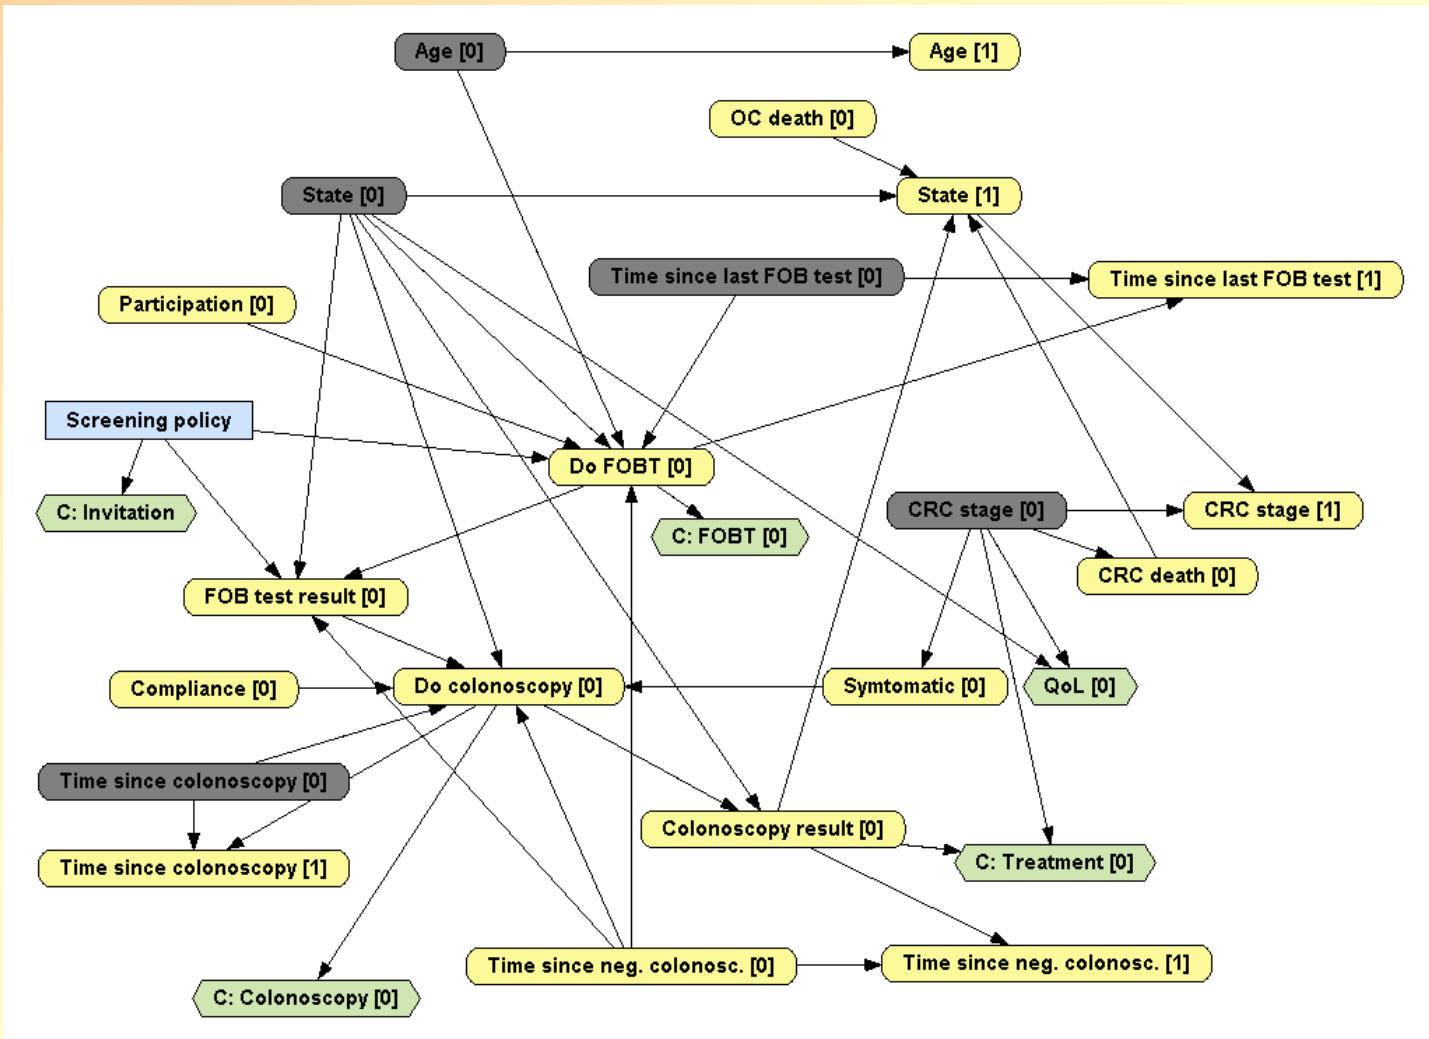 Age [0]
Age [1]
OC death [0]
State [0]
State [1]
Time since last FOB test [0]
Time since last FOB test [1]
Participation [0]
Screening policy
Do FOBT [0]
C: Invitation
C: FOBT [0]
CRC stage [0]
CRC stage [1]
CRC death [0]
FOB test result [0]
Compliance [0]
Do colonoscopy [0]
Symtomatic [0]
QoL [0]
Time since colonoscopy [0]
Colonoscopy result [0]
Time since colonoscopy [1]
C: Treatment [0]
Time since neg. colonosc. [0]
Time since neg. colonosc. [1]
C: Colonoscopy [0]